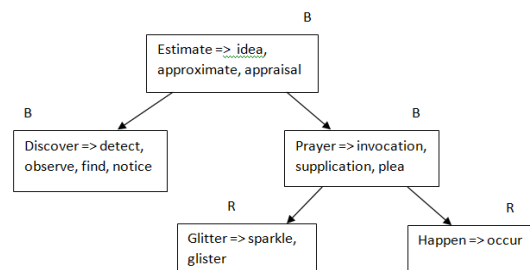 B
Estimate => idea,
approximate, appraisal
B
B
Discover => detect,
observe, find, notice
Prayer => invocation,
supplication, plea
R
R
Glitter => sparkle,
glister
Happen => occur